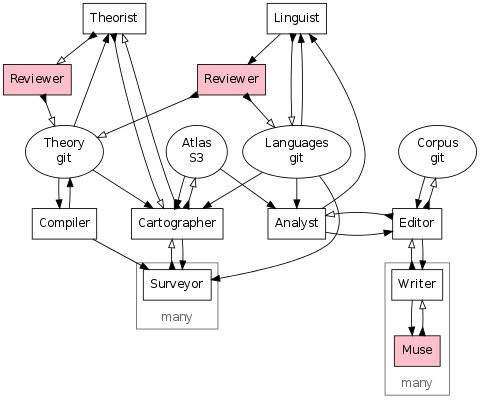 Theorist
Linguist
Reviewer
Reviewer
Theory
git
Atlas
S3
Languages
git
Corpus
git
Compiler
Cartographer
Analyst
Editor
Surveyor
many
Writer
Muse
many